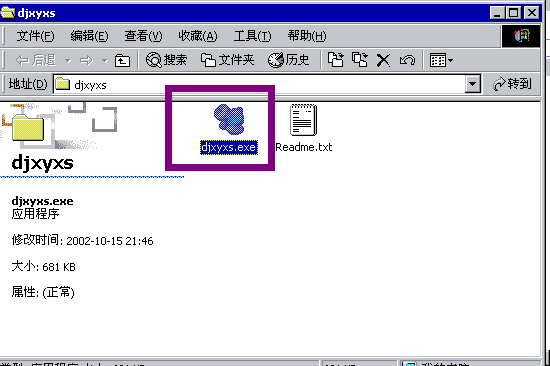 djxyxs
文件(F) 编辑(E) 查看(V) 收藏(A) 工具(T) 帮助(H)
后退 搜索 文件夹 历史
地址(D) djxyxs 转到
djxyxs.exe Readme.txt
djxyxs
djxyxs.exe
应用程序
修改时间: 2002-10-15 21:46
大小: 681 KB
属性: (正常)